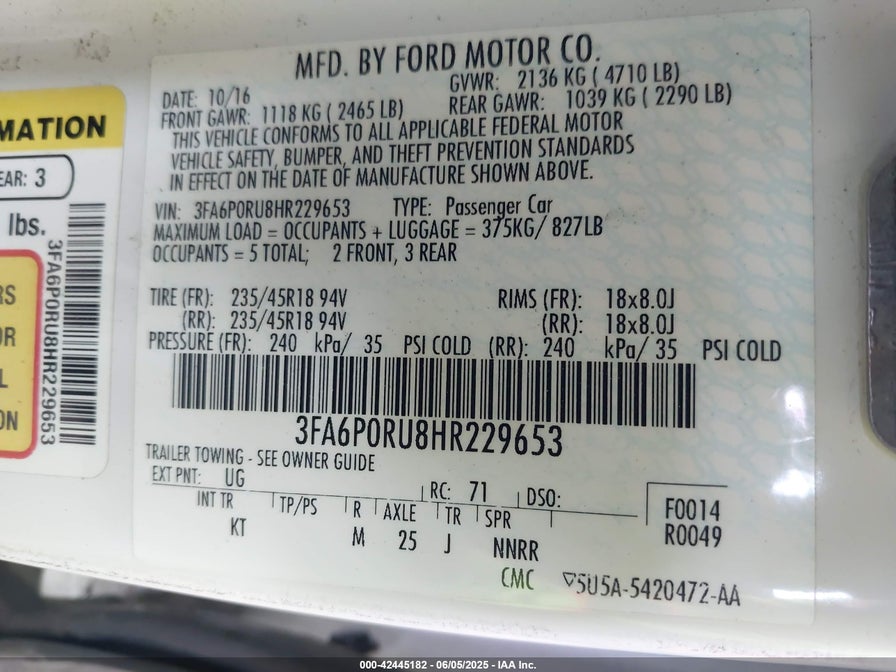 MFD. BY FORD MOTOR CO.
DATE: 10/16 GVWR: 2136 KG ( 4710 LB)
FRONT GAWR: 1118 KG ( 2465 LB) REAR GAWR: 1039 KG ( 2290 LB)
THIS VEHICLE CONFORMS TO ALL APPLICABLE FEDERAL MOTOR
VEHICLE SAFETY, BUMPER, AND THEFT PREVENTION STANDARDS
IN EFFECT ON THE DATE OF MANUFACTURE SHOWN ABOVE.
VIN: 3FA6P0RU8HR229653 TYPE: Passenger Car
MAXIMUM LOAD = OCCUPANTS + LUGGAGE = 375KG/ 827LB
OCCUPANTS = 5 TOTAL; 2 FRONT, 3 REAR
TIRE (FR): 235/45R18 94V RIMS (FR): 18x8.0J
(RR): 235/45R18 94V (RR): 18x8.0J
PRESSURE (FR): 240 kPa/ 35 PSI COLD (RR): 240 kPa/ 35 PSI COLD
3FA6P0RU8HR229653
TRAILER TOWING - SEE OWNER GUIDE
EXT PNT: UG RC: 71 DSO:
INT TR TP/PS R AXLE TR SPR F0014
KT M 25 J NNRR R0049
CMC 5U5A-5420472-AA
MATION
EAR: 3
lbs.
3FA6P0RU8HR229653
RS
OR
L
ON
000-42445182 - 06/05/2025 - IAA Inc.